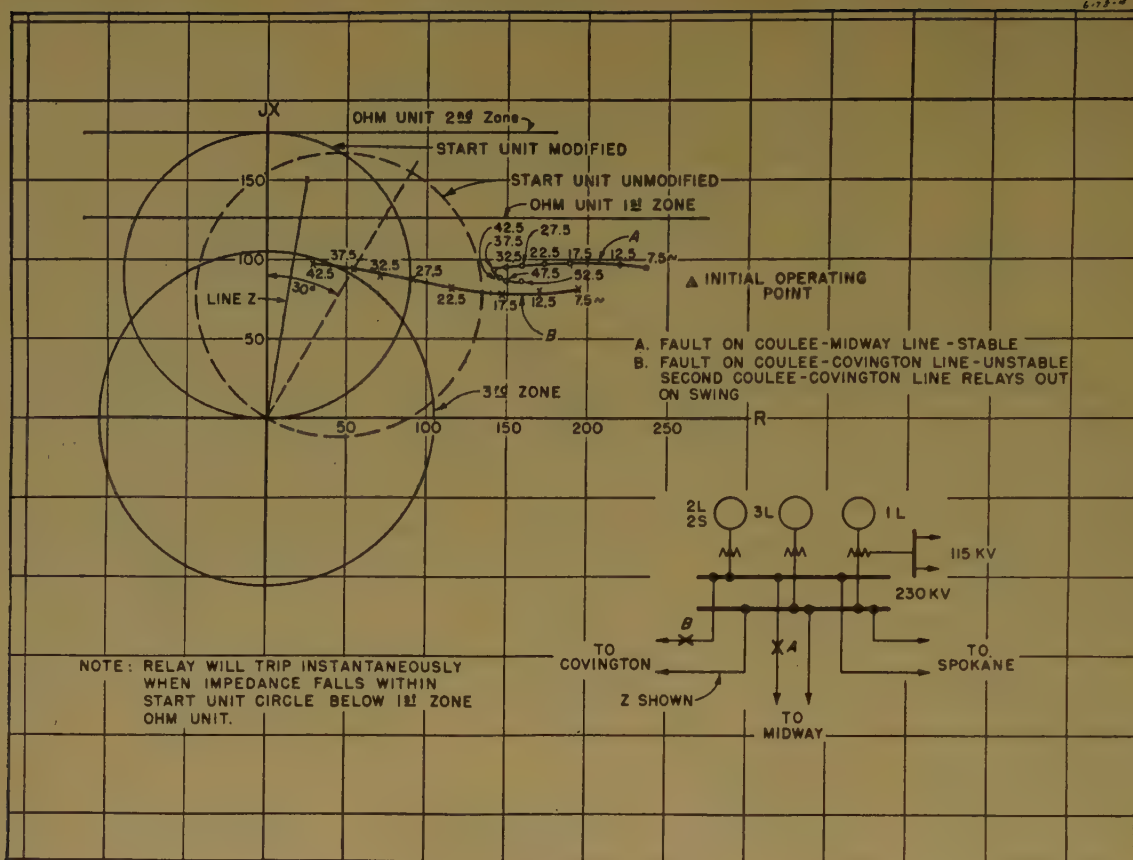 JX
OHM UNIT 2nd Zone
START UNIT MODIFIED
START UNIT UNMODIFIED
OHM UNIT 1st ZONE
150
100
50
42.5
37.5
32.5
27.5
22.5
17.5
A
12.5
7.5~
47.5
52.5
37.5
42.5
32.5
27.5
22.5
17.5
12.5
7.5~
B
30°
LINE Z
INITIAL OPERATING
POINT
A. FAULT ON COULEE-MIDWAY LINE-STABLE
B. FAULT ON COULEE-COVINGTON LINE-UNSTABLE
SECOND COULEE-COVINGTON LINE RELAYS OUT
ON SWING
3rd ZONE
50
100
150
200
250
R
2L
2S
3L
1L
115 KV
230 KV
B
A
TO
COVINGTON
TO
SPOKANE
Z SHOWN
TO
MIDWAY
NOTE: RELAY WILL TRIP INSTANTANEOUSLY
WHEN IMPEDANCE FALLS WITHIN
START UNIT CIRCLE BELOW 1st ZONE
OHM UNIT.